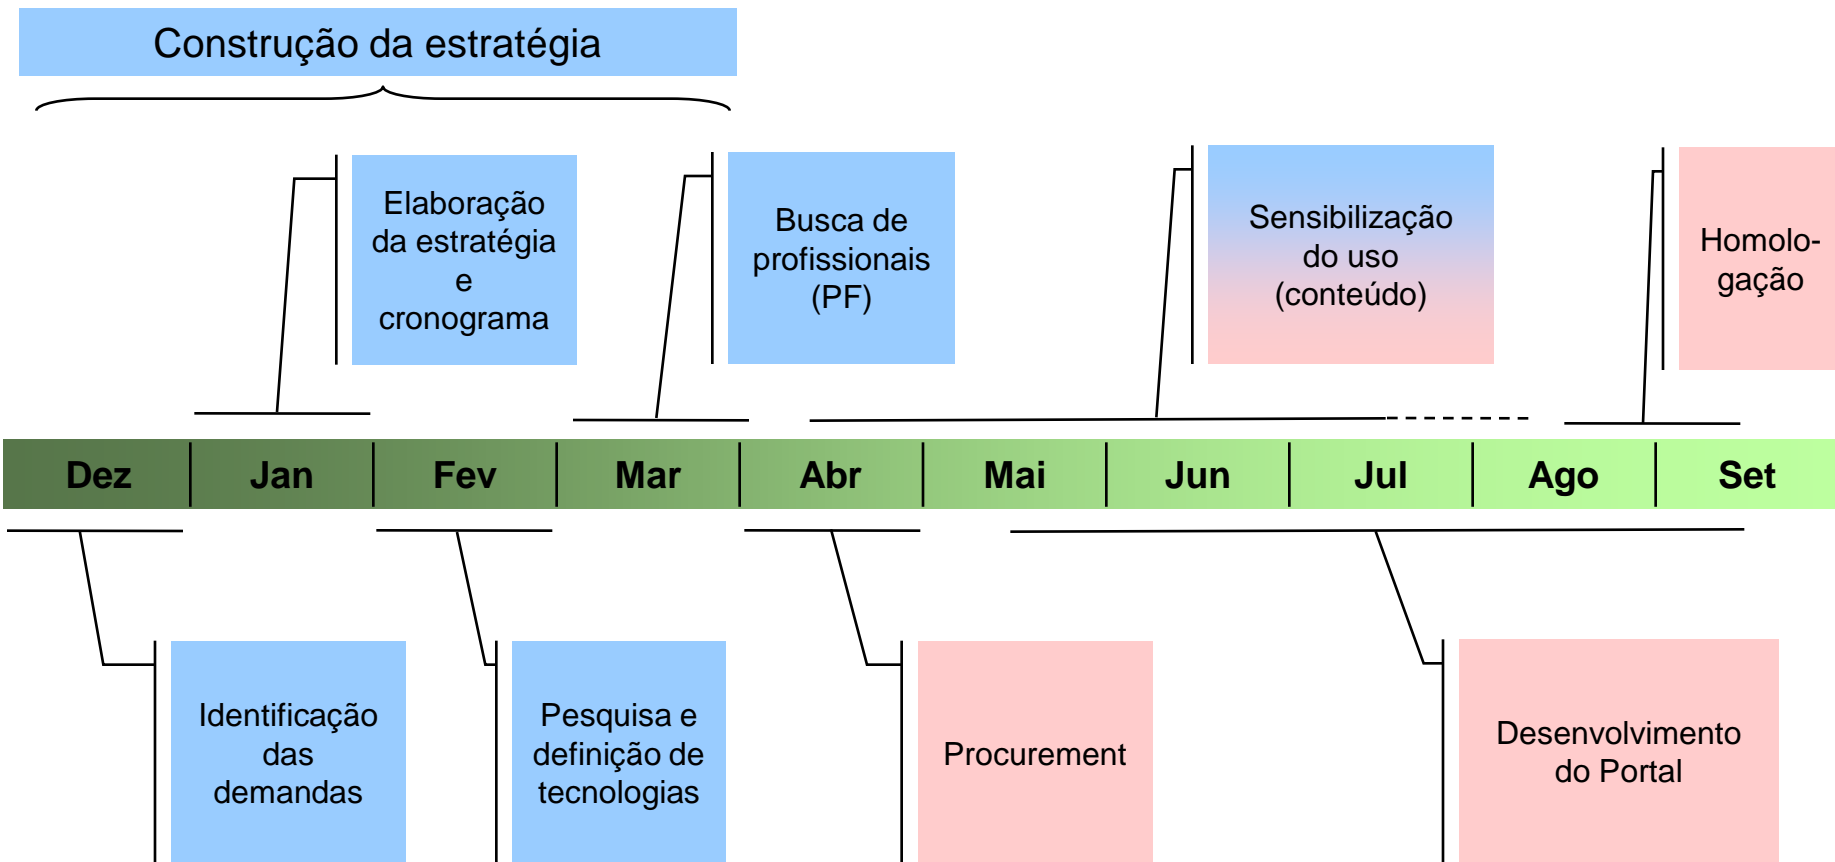 Construção da estratégia
Elaboração
da estratégia
e
cronograma
Busca de
profissionais
(PF)
Sensibilização
do uso
(conteúdo)
Homolo-
gação
Dez Jan Fev Mar Abr Mai Jun Jul Ago Set
Identificação
das
demandas
Pesquisa e
definição de
tecnologias
Procurement
Desenvolvimento
do Portal